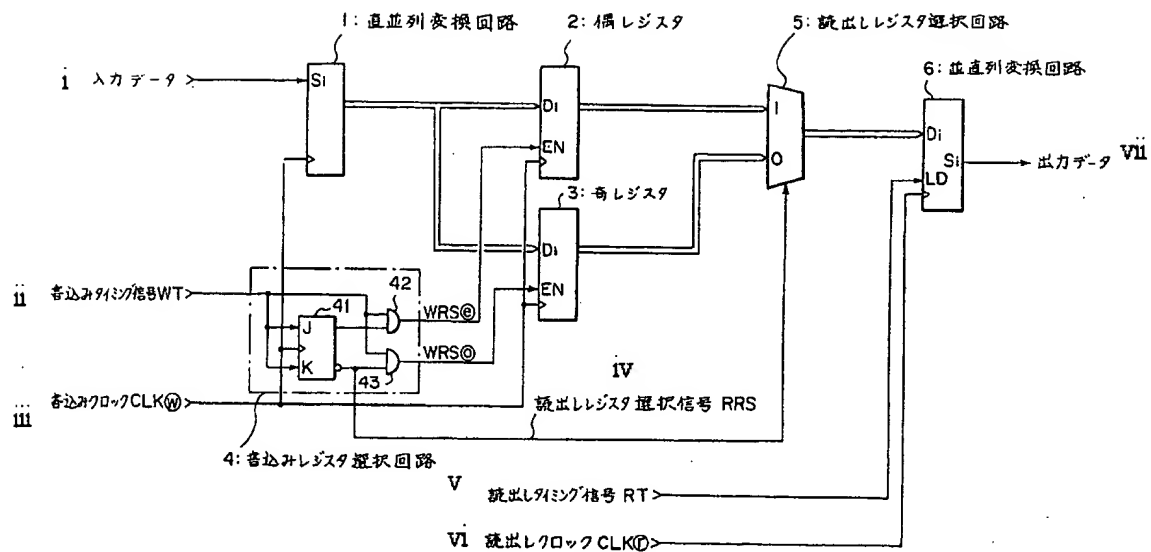 1: 直並列変換回路
2: 偶レジスタ
5: 読出しレジスタ選択回路
6: 並直列変換回路
i 入力データ
Si
Di
EN
1
0
Di
Si
LD
出力データ vii
3: 奇レジスタ
Di
EN
ii 書込みタイミング信号WT
41
42
J
K
43
WRSⓔ
WRSⓞ
iii 書込みクロックCLKⓦ
iv
読出しレジスタ選択信号 RRS
4: 書込みレジスタ選択回路
V 読出しタイミング信号 RT
Vi 読出しクロック CLKⓡ